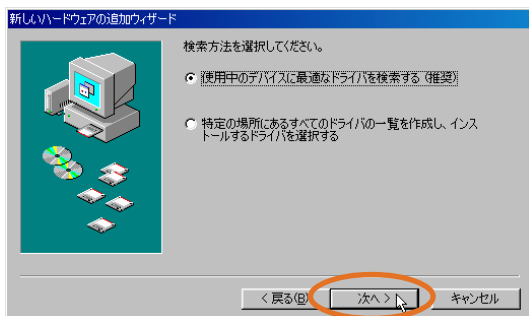 新しいハードウェアの追加ウィザード
検索方法を選択してください。
使用中のデバイスに最適なドライバを検索する (推奨)
特定の場所にあるすべてのドライバの一覧を作成し、インス
トールするドライバを選択する
< 戻る(B)
次へ >
キャンセル